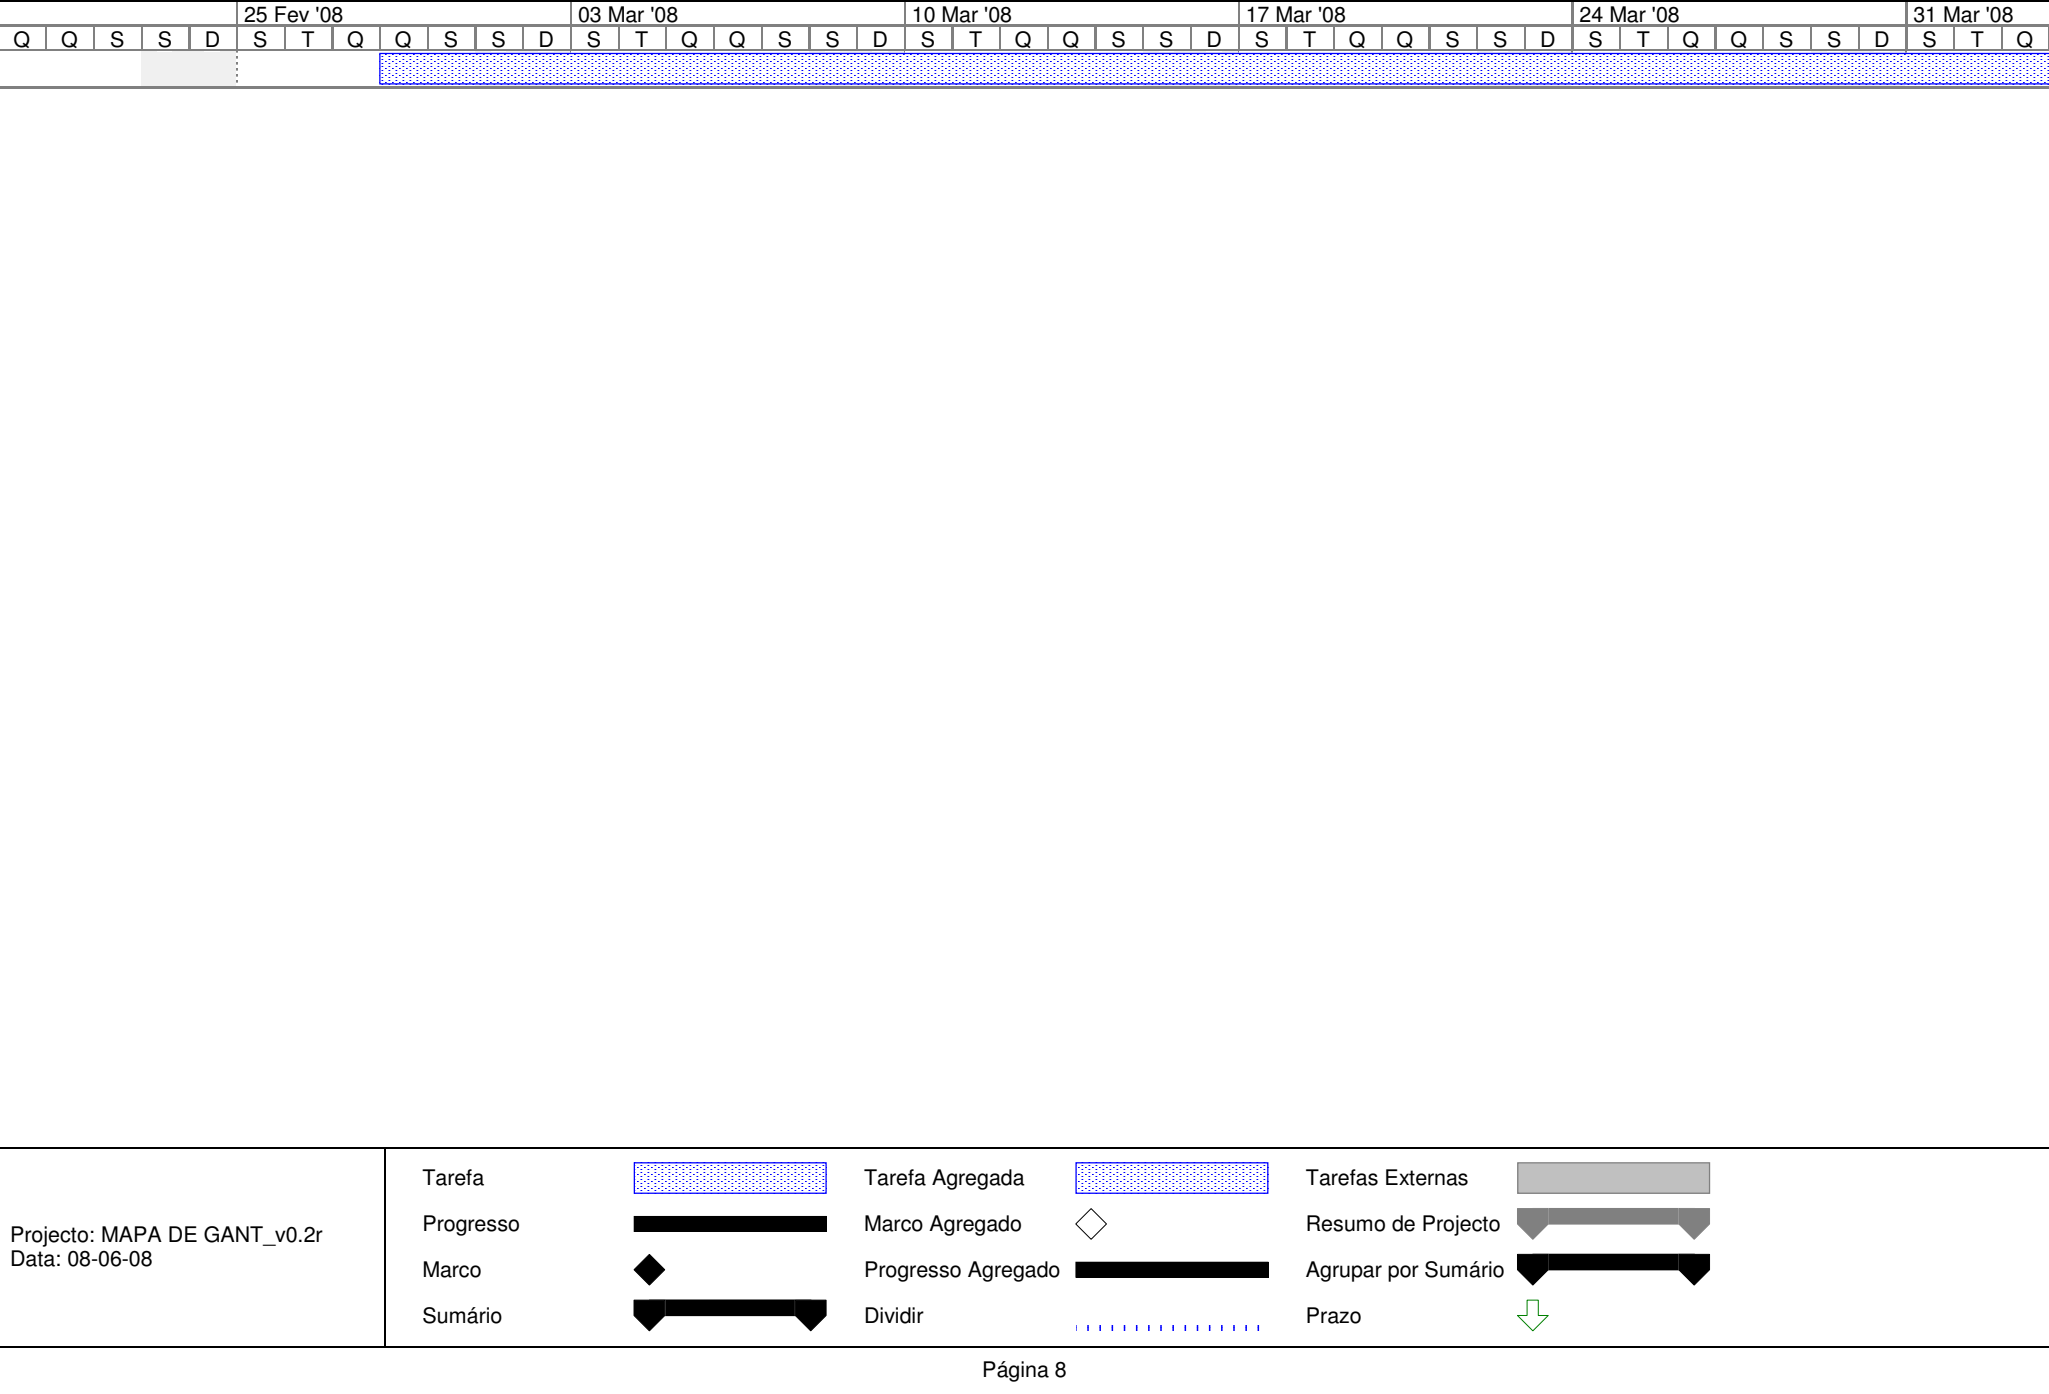 25 Fev '08 03 Mar '08 10 Mar '08 17 Mar '08 24 Mar '08 31 Mar '08
Q Q S S D S T Q Q S S D S T Q Q S S D S T Q Q S S D S T Q Q S S D S T Q Q S S D S T Q
Projecto: MAPA DE GANT_v0.2r
Data: 08-06-08
Tarefa
Progresso
Marco
Sumário
Tarefa Agregada
Marco Agregado
Progresso Agregado
Dividir
Tarefas Externas
Resumo de Projecto
Agrupar por Sumário
Prazo
Página 8